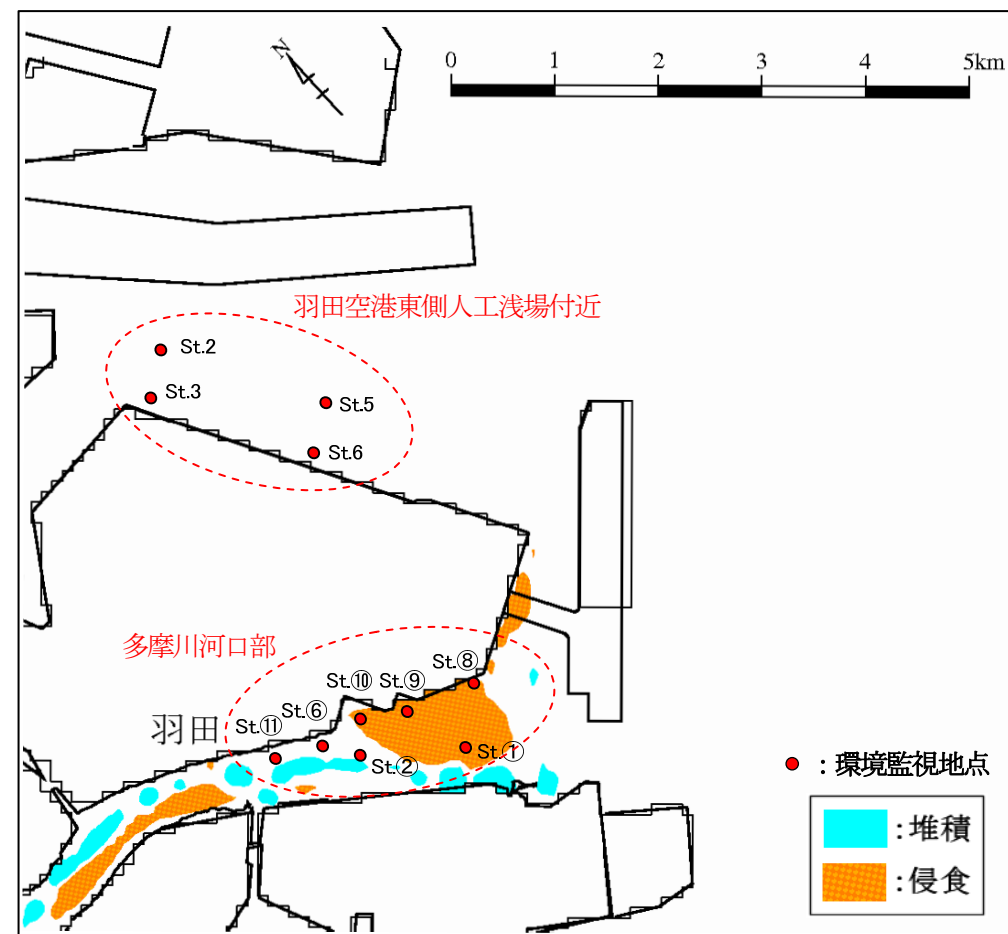 N
0 1 2 3 4 5km
羽田空港東側人工浅場付近
St.2
St.3
St.5
St.6
多摩川河口部
St.⑧
St.⑩ St.⑨
羽田
St.⑪ St.⑥
St.②
St.①
：環境監視地点
：堆積
：侵食